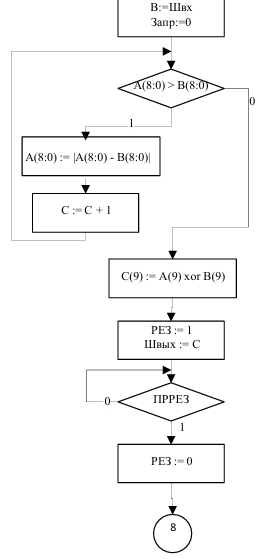 В:=Швх
Запр:=0
А(8:0) > В(8:0)
0
1
А(8:0) := |А(8:0) - В(8:0)|
С := С + 1
С(9) := А(9) xor В(9)
РЕЗ := 1
Швых := С
ПРРЕЗ
0
1
РЕЗ := 0
8